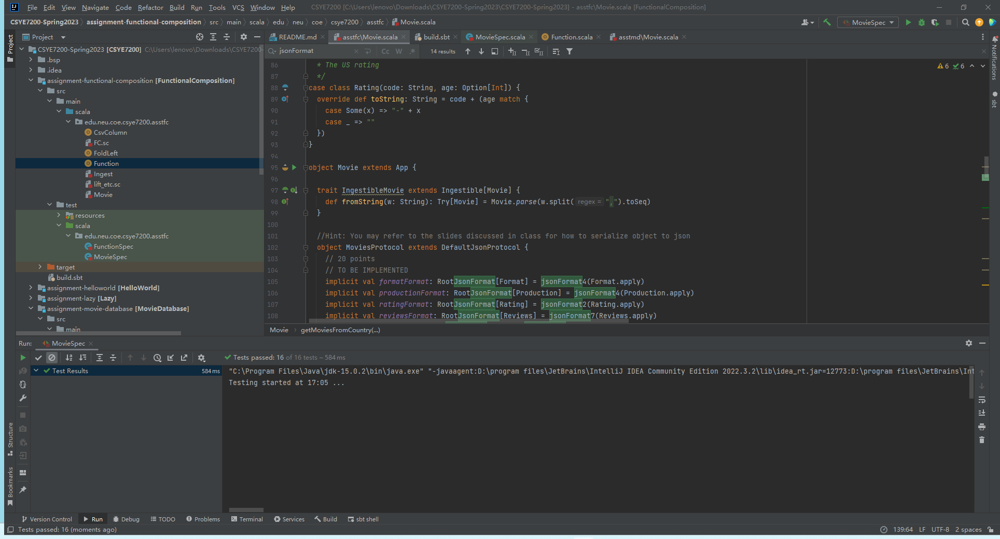 File Edit View Navigate Code Refactor Build Run Tools VCS Window Help CSYE7200 [C:\Users\lenovo\Downloads\CSYE7200-Spring2023\CSYE7200-Spring2023] - asstfc\Movie.scala [FunctionalComposition]
CSYE7200-Spring2023 assignment-functional-composition src main scala edu neu coe csye7200 asstfc Movie.scala
MovieSpec
Project
README.md asstfc\Movie.scala build.sbt MovieSpec.scala Function.scala asstmd\Movie.scala
jsonFormat Cc W .* 14 results
Project
Structure
Bookmarks
Notifications
sbt
CSYE7200-Spring2023 [CSYE7200] C:\Users\lenovo\Downloads\CSYE7200-
.bsp
.idea
assignment-functional-composition [FunctionalComposition]
src
main
scala
edu.neu.coe.csye7200.asstfc
CsvColumn
FC.sc
FoldLeft
Function
Ingest
lift_etc.sc
Movie
test
resources
scala
edu.neu.coe.csye7200.asstfc
FunctionSpec
MovieSpec
target
build.sbt
assignment-helloworld [HelloWorld]
assignment-lazy [Lazy]
assignment-movie-database [MovieDatabase]
src
main
6 6
86 * The US rating
87 */
88 case class Rating(code: String, age: Option[Int]) {
89 override def toString: String = code + (age match {
90 case Some(x) => "-" + x
91 case _ => ""
92 })
93 }
94
95 object Movie extends App {
96
97 trait IngestibleMovie extends Ingestible[Movie] {
98 def fromString(w: String): Try[Movie] = Movie.parse(w.split( regex = ",").toSeq)
99 }
100
101 //Hint: You may refer to the slides discussed in class for how to serialize object to json
102 object MoviesProtocol extends DefaultJsonProtocol {
103 // 20 points
104 // TO BE IMPLEMENTED
105 implicit val formatFormat: RootJsonFormat[Format] = jsonFormat4(Format.apply)
106 implicit val productionFormat: RootJsonFormat[Production] = jsonFormat4(Production.apply)
107 implicit val ratingFormat: RootJsonFormat[Rating] = jsonFormat2(Rating.apply)
108 implicit val reviewsFormat: RootJsonFormat[Reviews] = jsonFormat7(Reviews.apply)
Movie getMoviesFromCountry(...)
Run: MovieSpec
Tests passed: 16 of 16 tests – 584 ms
Test Results 584 ms
"C:\Program Files\Java\jdk-15.0.2\bin\java.exe" "-javaagent:D:\program files\JetBrains\IntelliJ IDEA Community Edition 2022.3.2\lib\idea_rt.jar=12773:D:\program files\JetBrains\Int
Testing started at 17:05 ...
Version Control Run Debug TODO Problems Terminal Services Build sbt shell
Tests passed: 16 (moments ago) 139:64 LF UTF-8 2 spaces